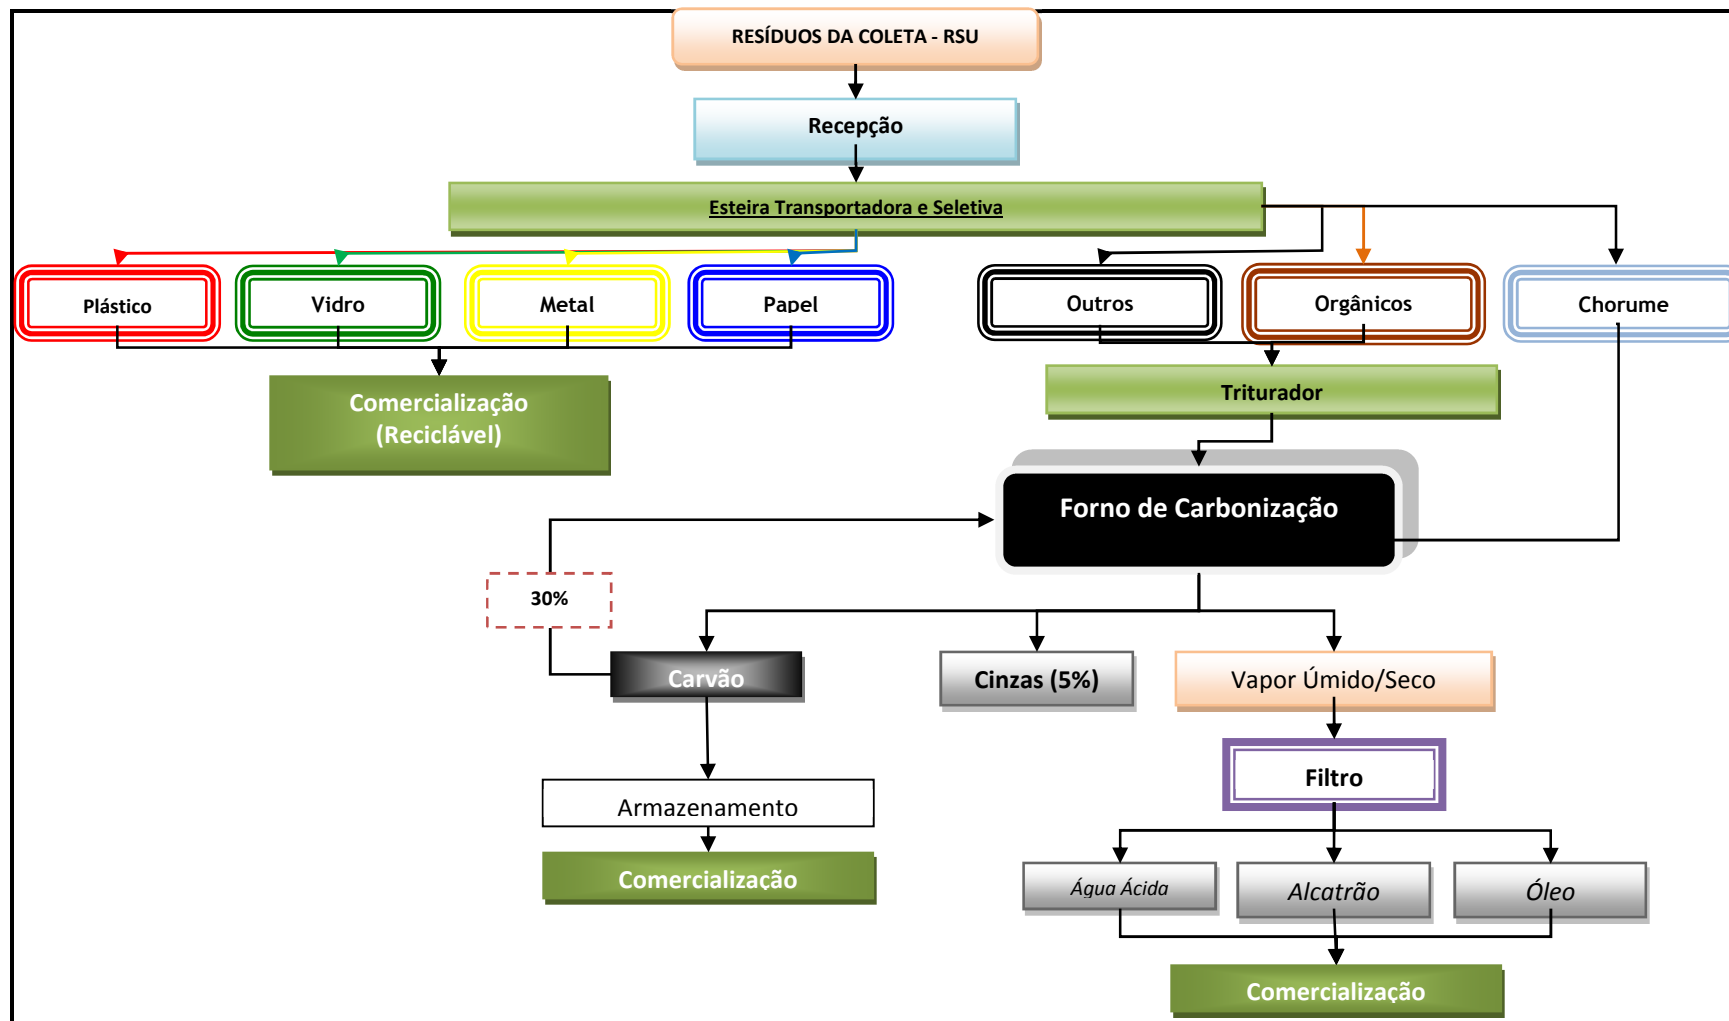 RESÍDUOS DA COLETA - RSU
Recepção
Esteira Transportadora e Seletiva
Plástico
Vidro
Metal
Papel
Outros
Orgânicos
Chorume
Comercialização
(Reciclável)
Triturador
Forno de Carbonização
30%
Carvão
Cinzas (5%)
Vapor Úmido/Seco
Filtro
Armazenamento
Comercialização
Água Ácida
Alcatrão
Óleo
Comercialização